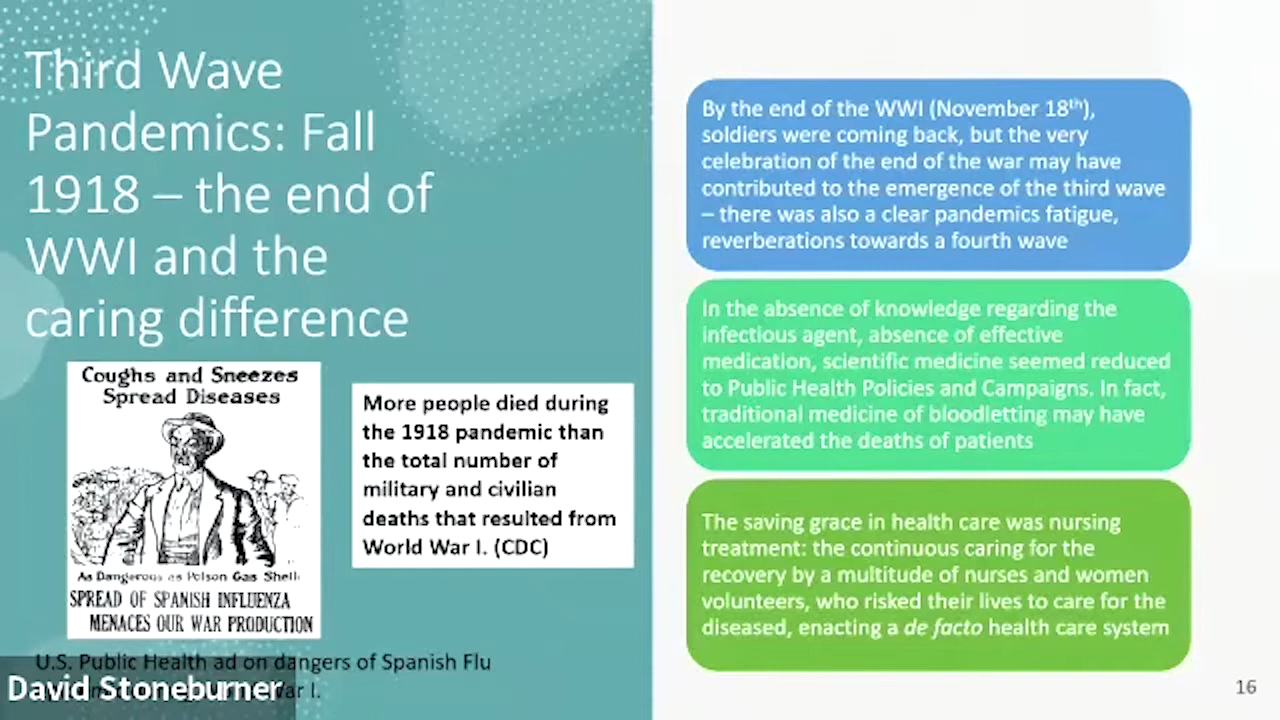 Third Wave
Pandemics: Fall
1918 – the end of
WWI and the
caring difference
Coughs and Sneezes
Spread Diseases
As Dangerous as Poison Gas Shells
SPREAD OF SPANISH INFLUENZA
MENACES OUR WAR PRODUCTION
More people died during
the 1918 pandemic than
the total number of
military and civilian
deaths that resulted from
World War I. (CDC)
U.S. Public Health ad on dangers of Spanish Flu
ar I.
David Stoneburner
By the end of the WWI (November 18th),
soldiers were coming back, but the very
celebration of the end of the war may have
contributed to the emergence of the third wave
– there was also a clear pandemics fatigue,
reverberations towards a fourth wave
In the absence of knowledge regarding the
infectious agent, absence of effective
medication, scientific medicine seemed reduced
to Public Health Policies and Campaigns. In fact,
traditional medicine of bloodletting may have
accelerated the deaths of patients
The saving grace in health care was nursing
treatment: the continuous caring for the
recovery by a multitude of nurses and women
volunteers, who risked their lives to care for the
diseased, enacting a de facto health care system
16